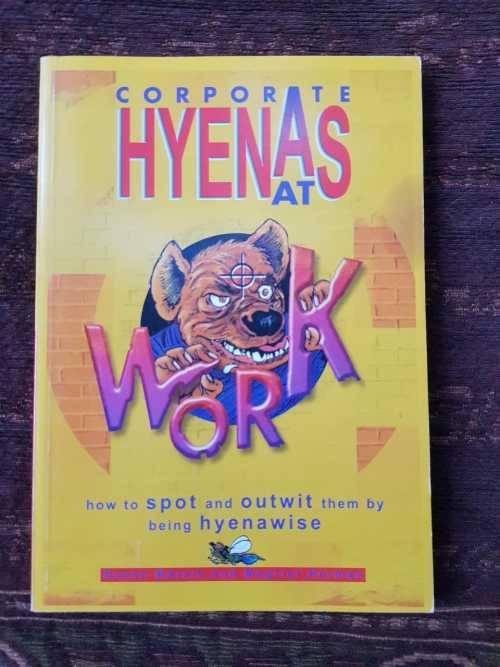 CORPORATE
HYENAS
AT
WORK
how to spot and outwit them by
being hyenawise